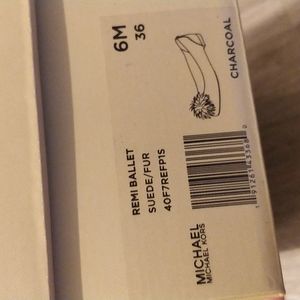 6M
36
CHARCOAL
REMI BALLET
SUEDE/FUR
40F7REFP1S
MICHAEL
MICHAEL KORS